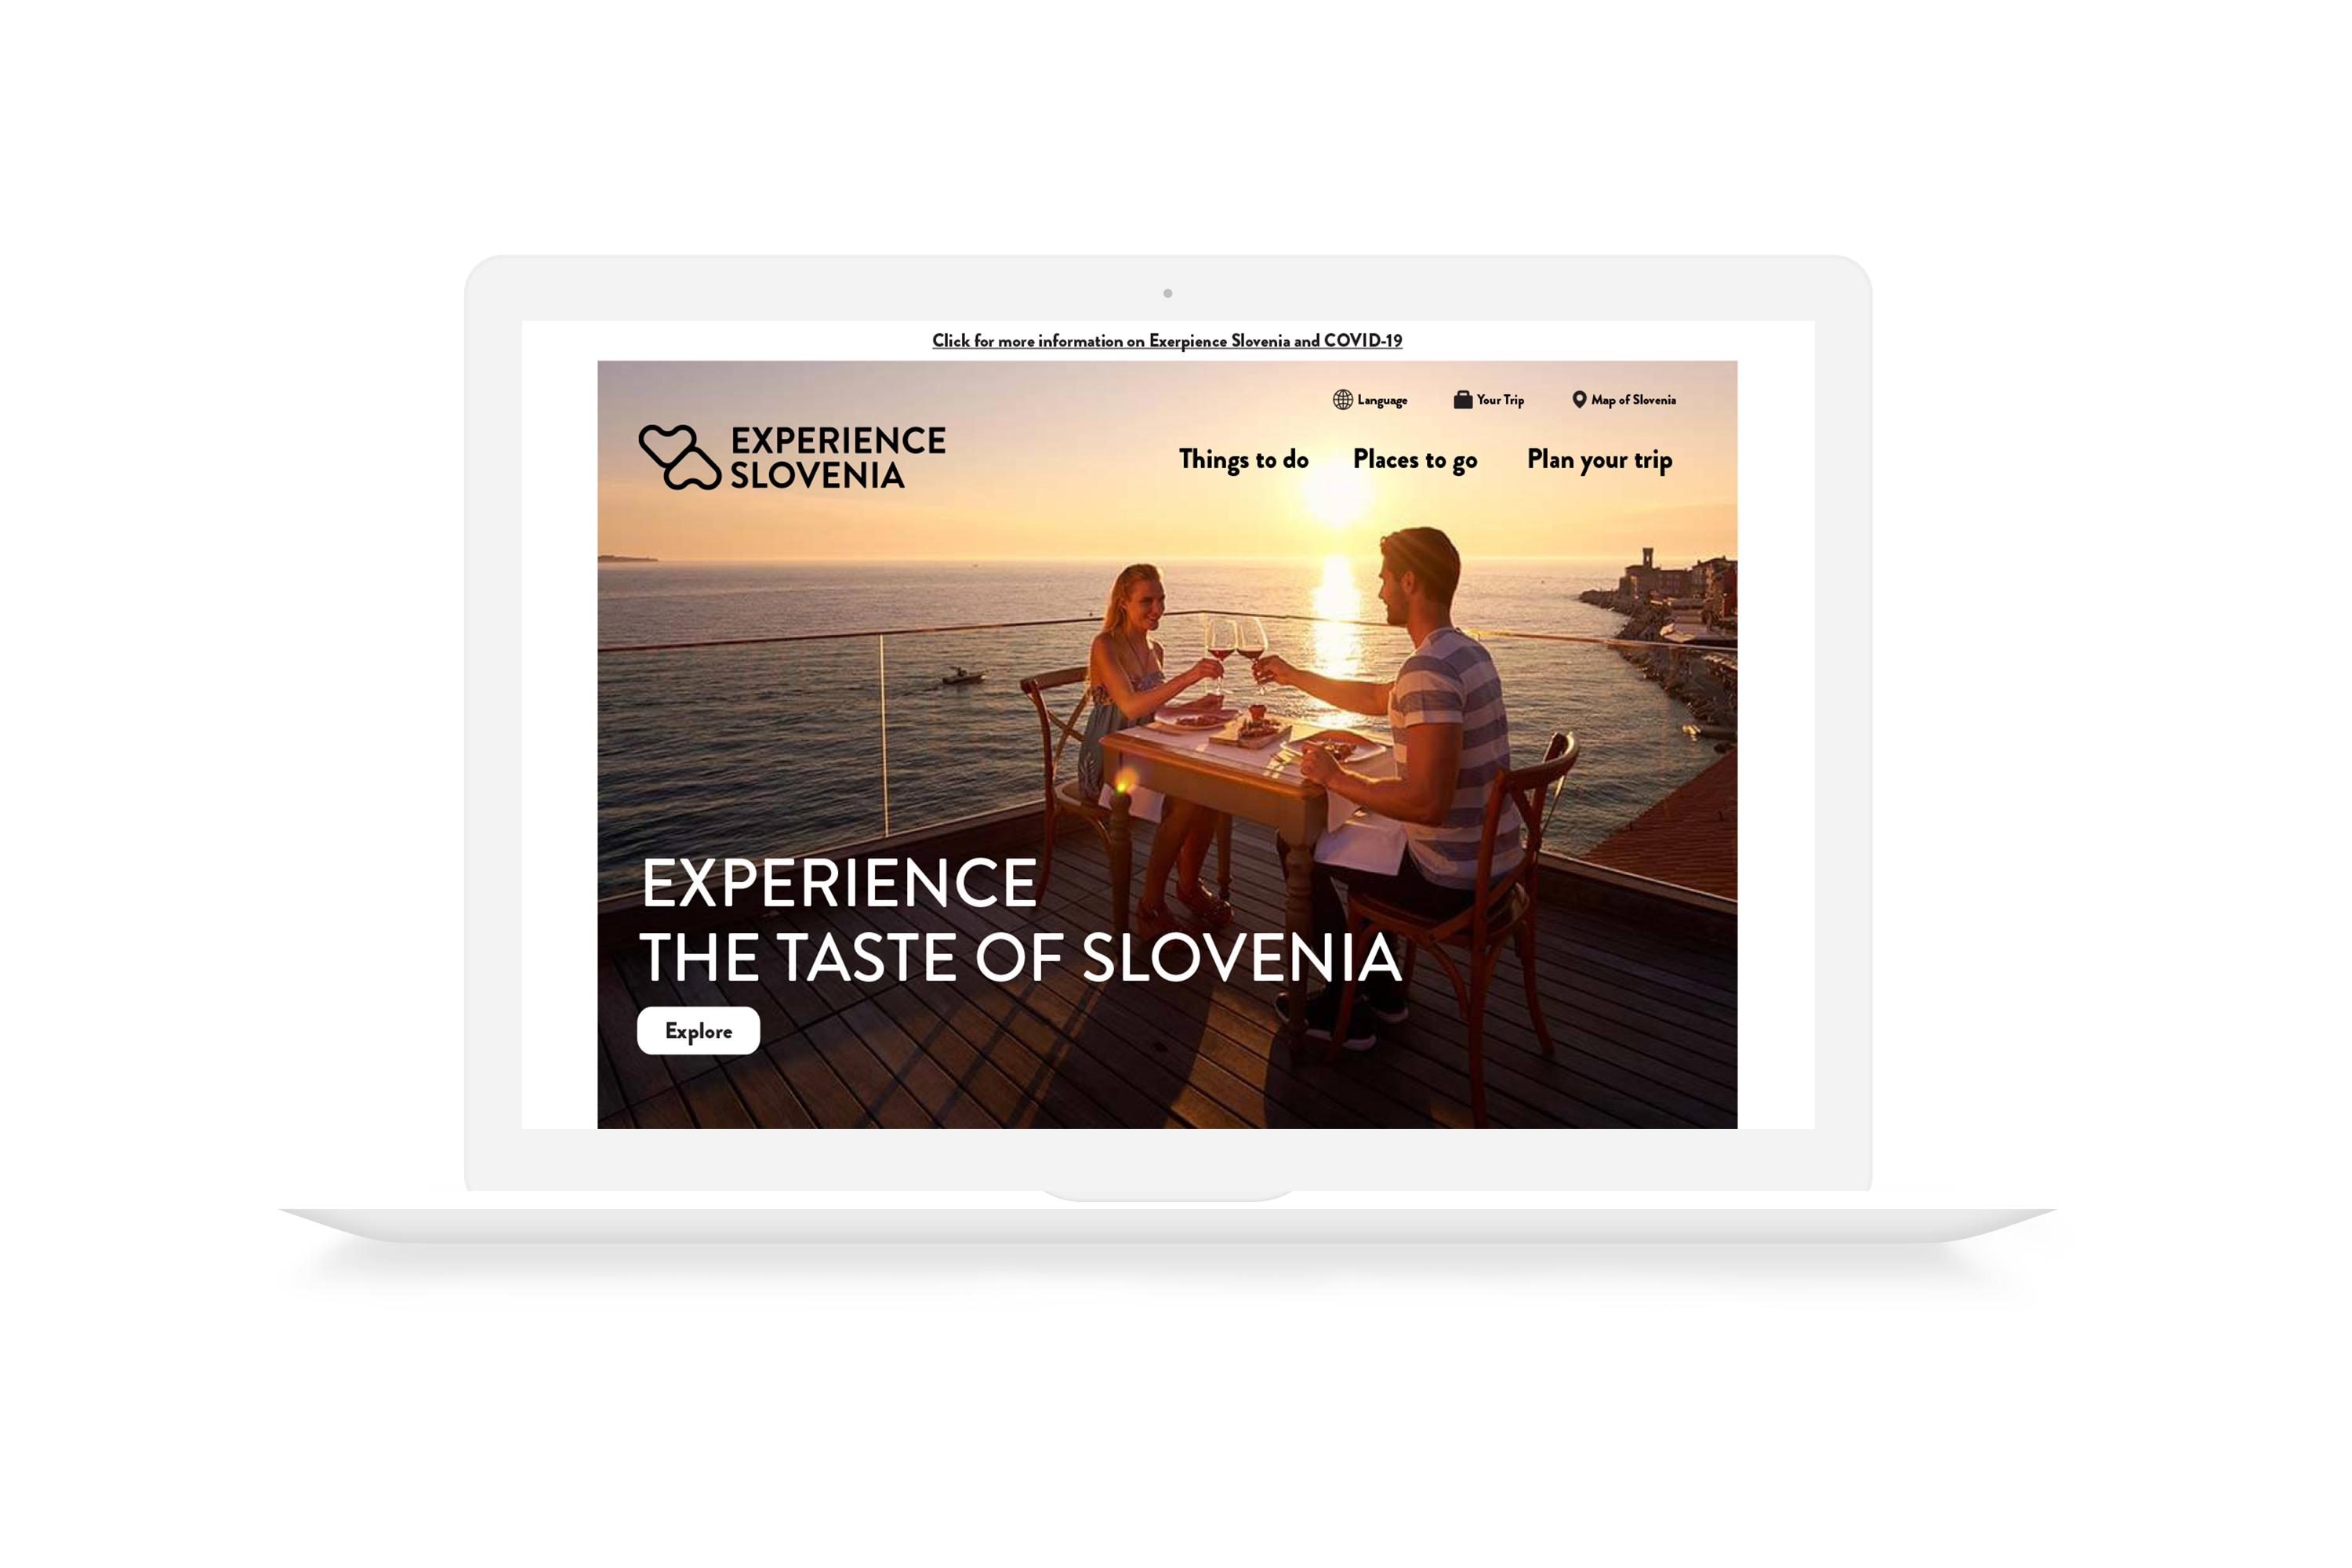 Click for more information on Exerpience Slovenia and COVID-19
Language
Your Trip
Map of Slovenia
EXPERIENCE
SLOVENIA
Things to do
Places to go
Plan your trip
EXPERIENCE
THE TASTE OF SLOVENIA
Explore